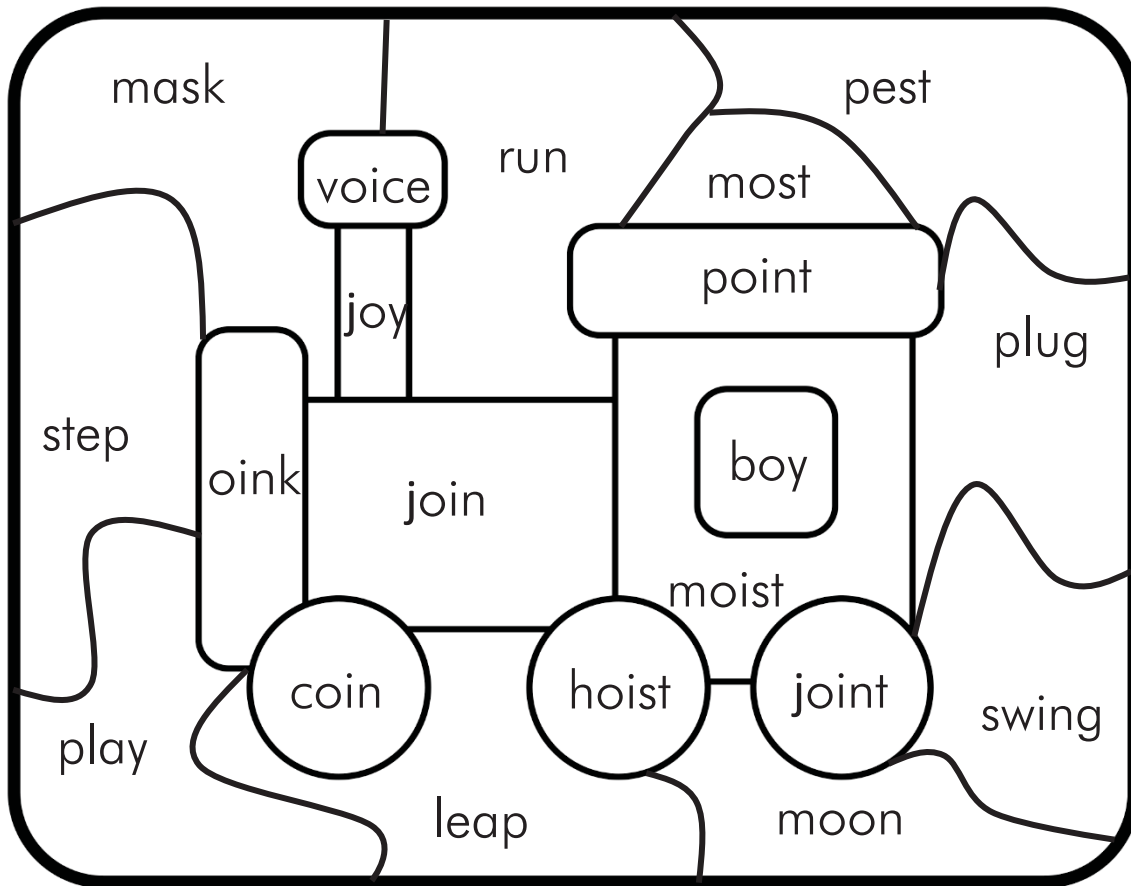 mask
pest
run
voice
most
point
joy
plug
step
oink
join
boy
moist
coin
hoist
joint
swing
play
leap
moon